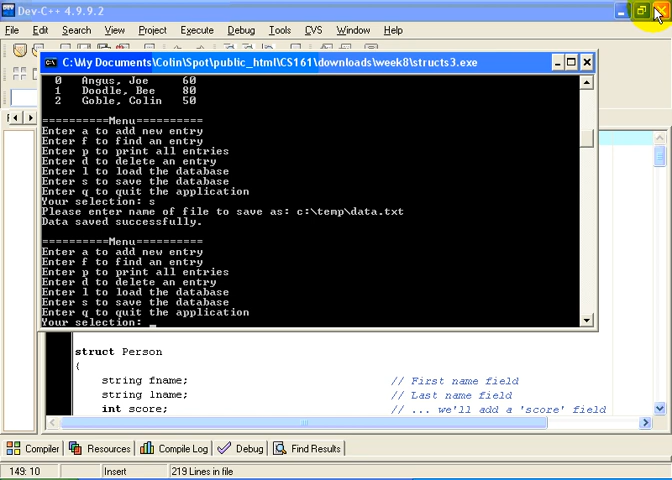 Dev-C++ 4.9.9.2
File Edit Search View Project Execute Debug Tools CVS Window Help
C:\My Documents\Colin\Spot\public_html\CS161\downloads\week8\structs3.exe
0 Angus, Joe 60
1 Doodle, Bee 80
2 Goble, Colin 50
==========Menu==========
Enter a to add new entry
Enter f to find an entry
Enter p to print all entries
Enter d to delete an entry
Enter l to load the database
Enter s to save the database
Enter q to quit the application
Your selection: s
Please enter name of file to save as: c:\temp\data.txt
Data saved successfully.
==========Menu==========
Enter a to add new entry
Enter f to find an entry
Enter p to print all entries
Enter d to delete an entry
Enter l to load the database
Enter s to save the database
Enter q to quit the application
Your selection: _
struct Person
{
string fname; // First name field
string lname; // Last name field
int score; // ... we'll add a 'score' field
Compiler Resources Compile Log Debug Find Results
149: 10 Insert 219 Lines in file